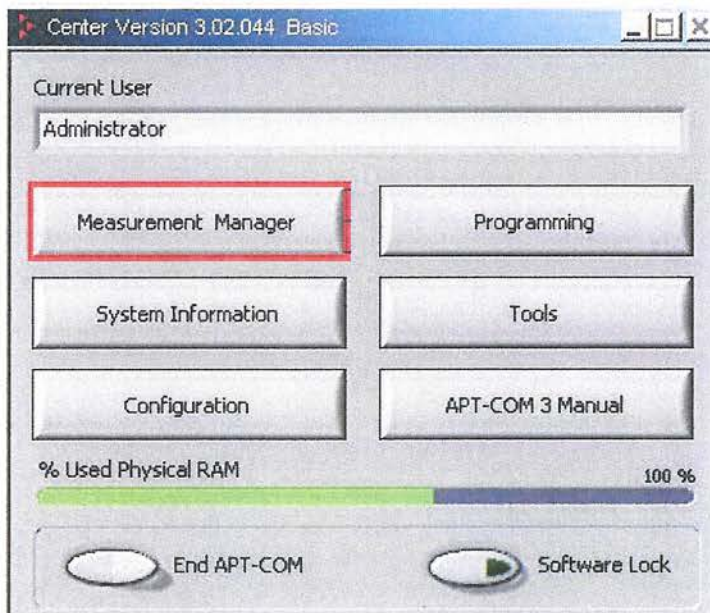 Center Version 3.02.044 Basic
Current User
Administrator
Measurement Manager
Programming
System Information
Tools
Configuration
APT-COM 3 Manual
% Used Physical RAM
100 %
End APT-COM
Software Lock